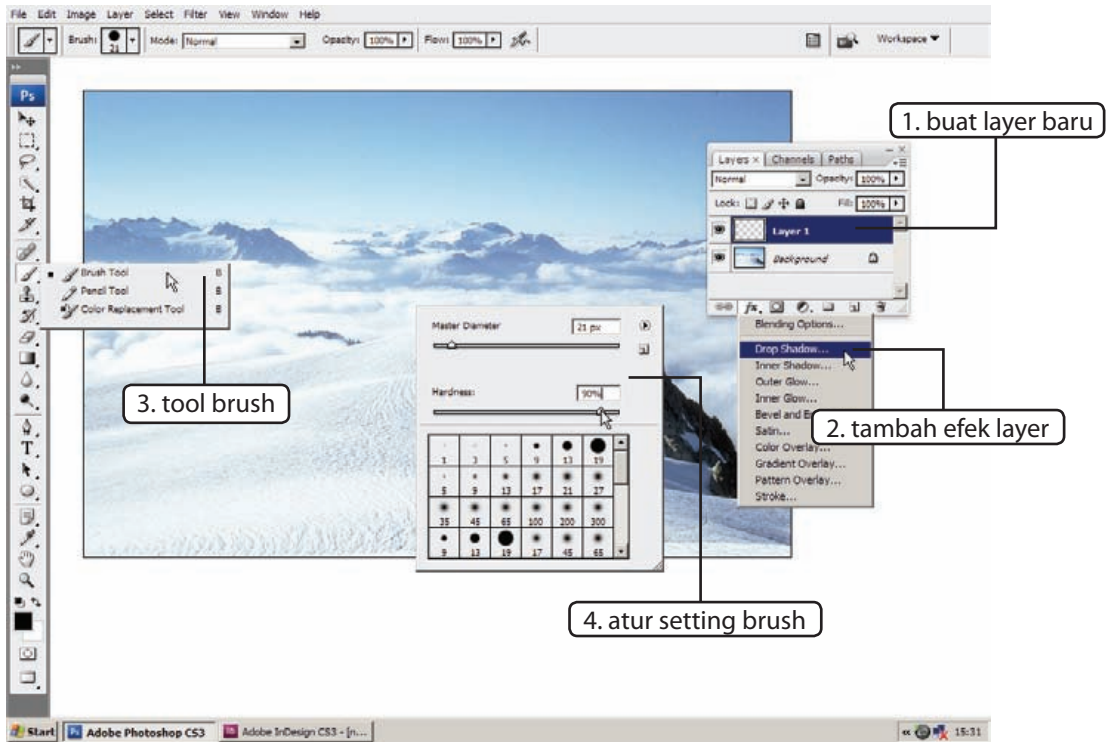 File Edit Image Layer Select Filter View Window Help
Brush: 21 Mode: Normal Opacity: 100% Flow: 100% Workspace
Ps
1. buat layer baru
Layers × Channels Paths
Normal Opacity: 100%
Lock: Fill: 100%
Layer 1
Background
fx.
Blending Options...
Drop Shadow...
Inner Shadow...
Outer Glow...
Inner Glow...
Bevel and E
Satin...
Color Overlay...
Gradient Overlay...
Pattern Overlay...
Stroke...
2. tambah efek layer
Brush Tool B
Pencil Tool B
Color Replacement Tool B
3. tool brush
Master Diameter 21 px
Hardness: 90%
1 3 5 9 13 19
5 9 13 17 21 27
35 45 65 100 200 300
9 13 19 17 45 65
4. atur setting brush
T
Start Ps Adobe Photoshop CS3 Adobe InDesign CS3 - [n... « 15:31